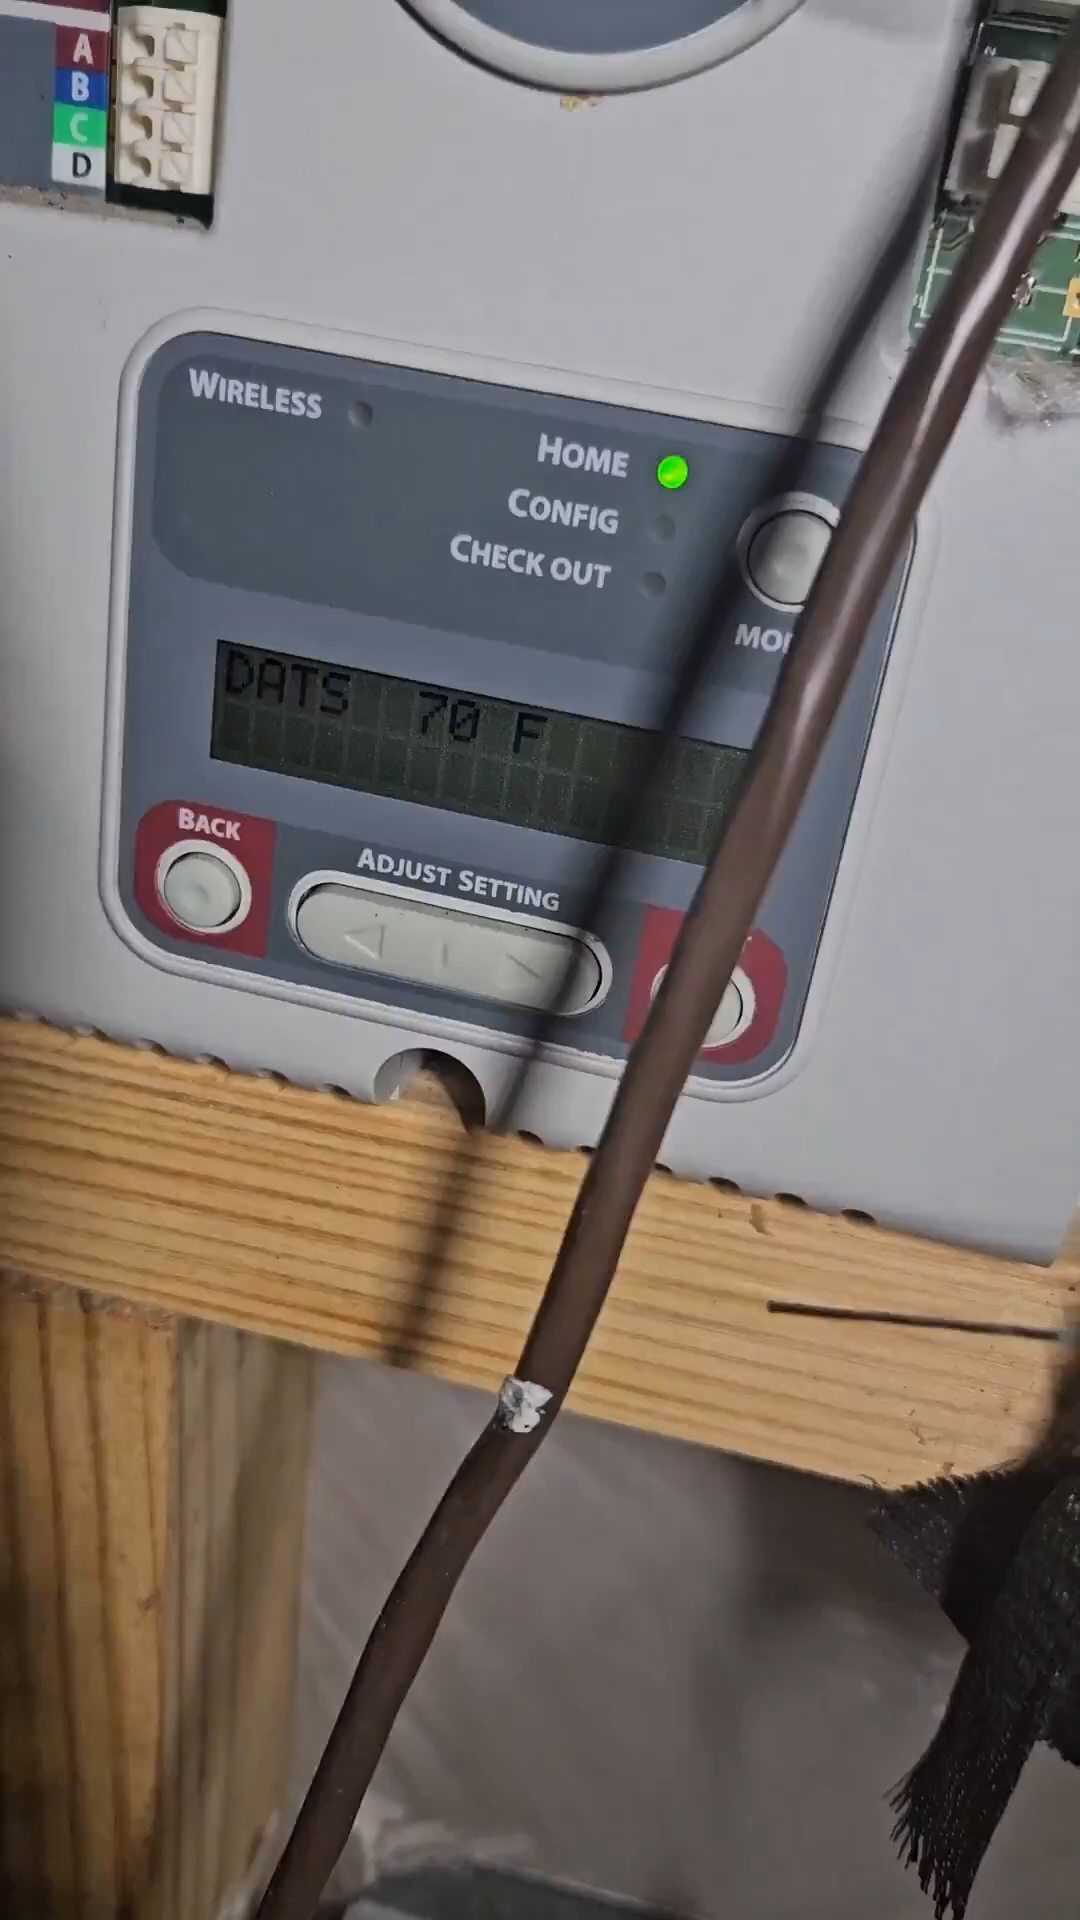 A
B
C
D
WIRELESS
HOME
CONFIG
CHECK OUT
DATS 70 F
BACK
ADJUST SETTING